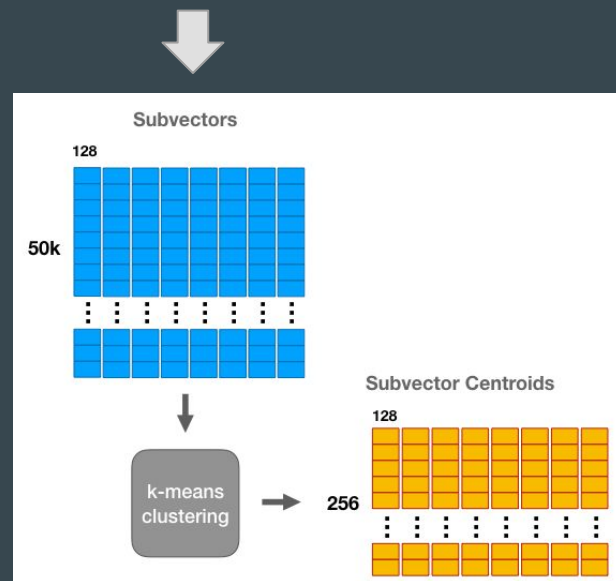 Subvectors
128
50k
k-means
clustering
Subvector Centroids
128
256